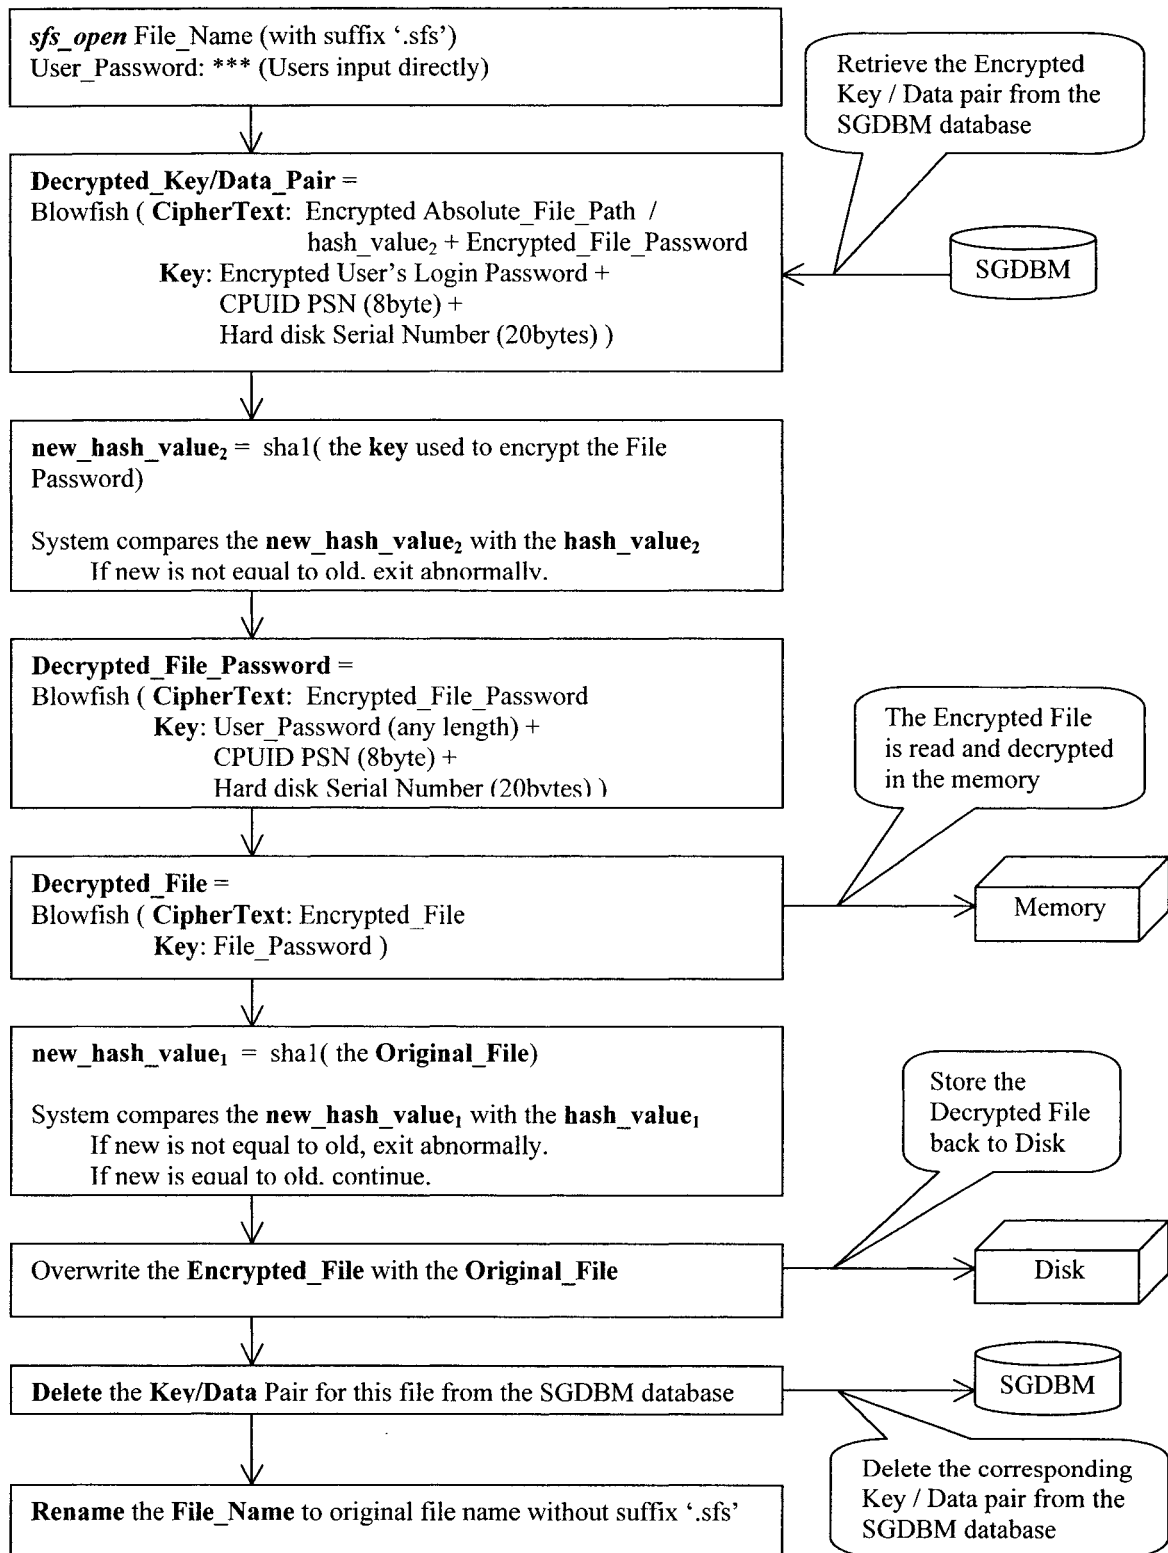 sfs_open File_Name (with suffix ‘.sfs’)
User_Password: *** (Users input directly)
Retrieve the Encrypted
Key / Data pair from the
SGDBM database
Decrypted_Key/Data_Pair =
Blowfish ( CipherText: Encrypted Absolute_File_Path /
hash_value₂ + Encrypted_File_Password
Key: Encrypted User's Login Password +
CPUID PSN (8byte) +
Hard disk Serial Number (20bytes) )
SGDBM
new_hash_value₂ = sha1( the key used to encrypt the File
Password)
System compares the new_hash_value₂ with the hash_value₂
If new is not equal to old, exit abnormally.
Decrypted_File_Password =
Blowfish ( CipherText: Encrypted_File_Password
Key: User_Password (any length) +
CPUID PSN (8byte) +
Hard disk Serial Number (20bytes) )
The Encrypted File
is read and decrypted
in the memory
Decrypted_File =
Blowfish ( CipherText: Encrypted_File
Key: File_Password )
Memory
new_hash_value₁ = sha1( the Original_File)
System compares the new_hash_value₁ with the hash_value₁
If new is not equal to old, exit abnormally.
If new is equal to old, continue.
Store the
Decrypted File
back to Disk
Overwrite the Encrypted_File with the Original_File
Disk
Delete the Key/Data Pair for this file from the SGDBM database
SGDBM
Delete the corresponding
Key / Data pair from the
SGDBM database
Rename the File_Name to original file name without suffix ‘.sfs’